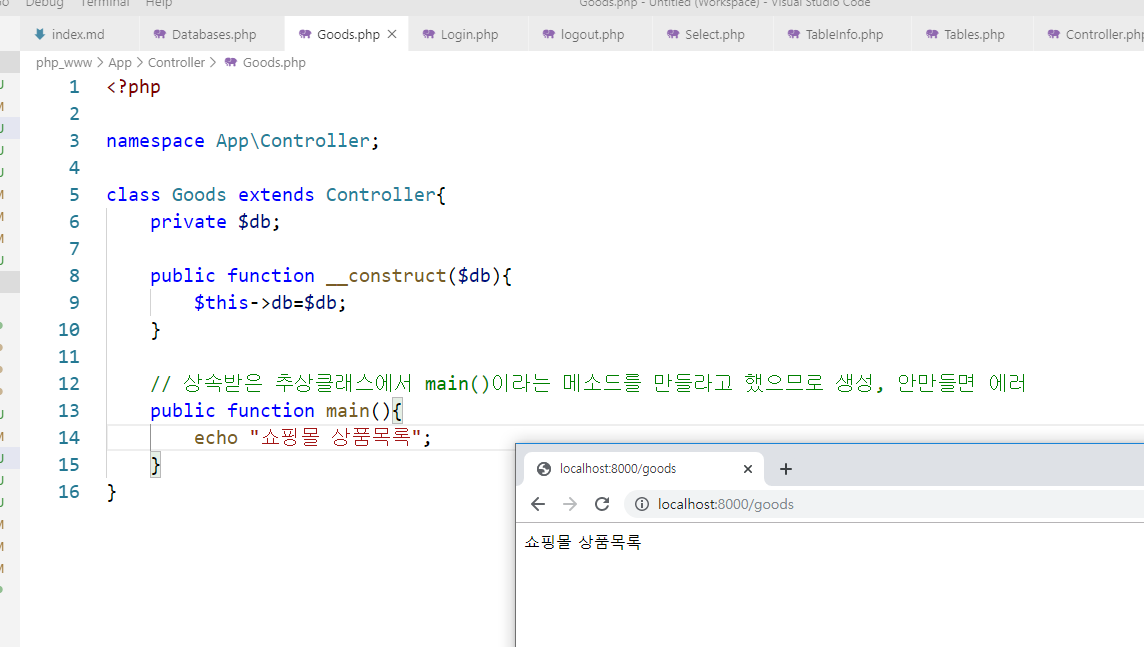 Debug Terminal Help Goods.php - Untitled (Workspace) - Visual Studio Code
index.md Databases.php Goods.php Login.php logout.php Select.php TableInfo.php Tables.php Controller.php
php_www > App > Controller > Goods.php
1 <?php
2
3 namespace App\Controller;
4
5 class Goods extends Controller{
6 private $db;
7
8 public function __construct($db){
9 $this->db=$db;
10 }
11
12 // 상속받은 추상클래스에서 main()이라는 메소드를 만들라고 했으므로 생성, 안만들면 에러
13 public function main(){
14 echo "쇼핑몰 상품목록";
15 }
16 }
localhost:8000/goods
localhost:8000/goods
쇼핑몰 상품목록